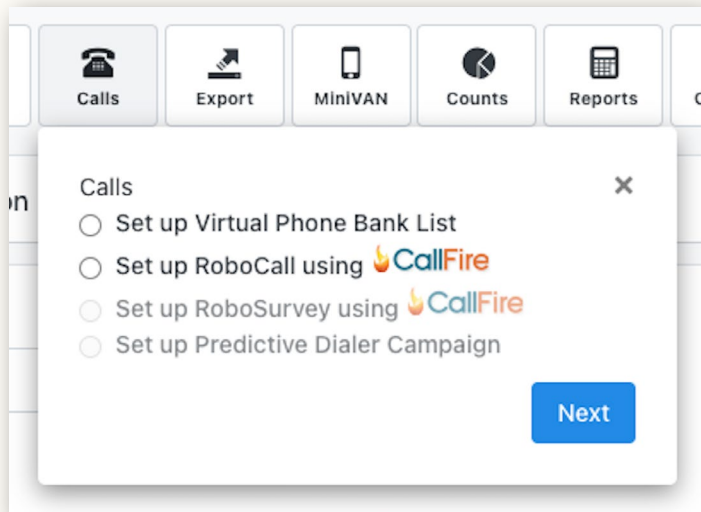 Calls
Export
MiniVAN
Counts
Reports
on
Calls
Set up Virtual Phone Bank List
Set up RoboCall using CallFire
Set up RoboSurvey using CallFire
Set up Predictive Dialer Campaign
Next